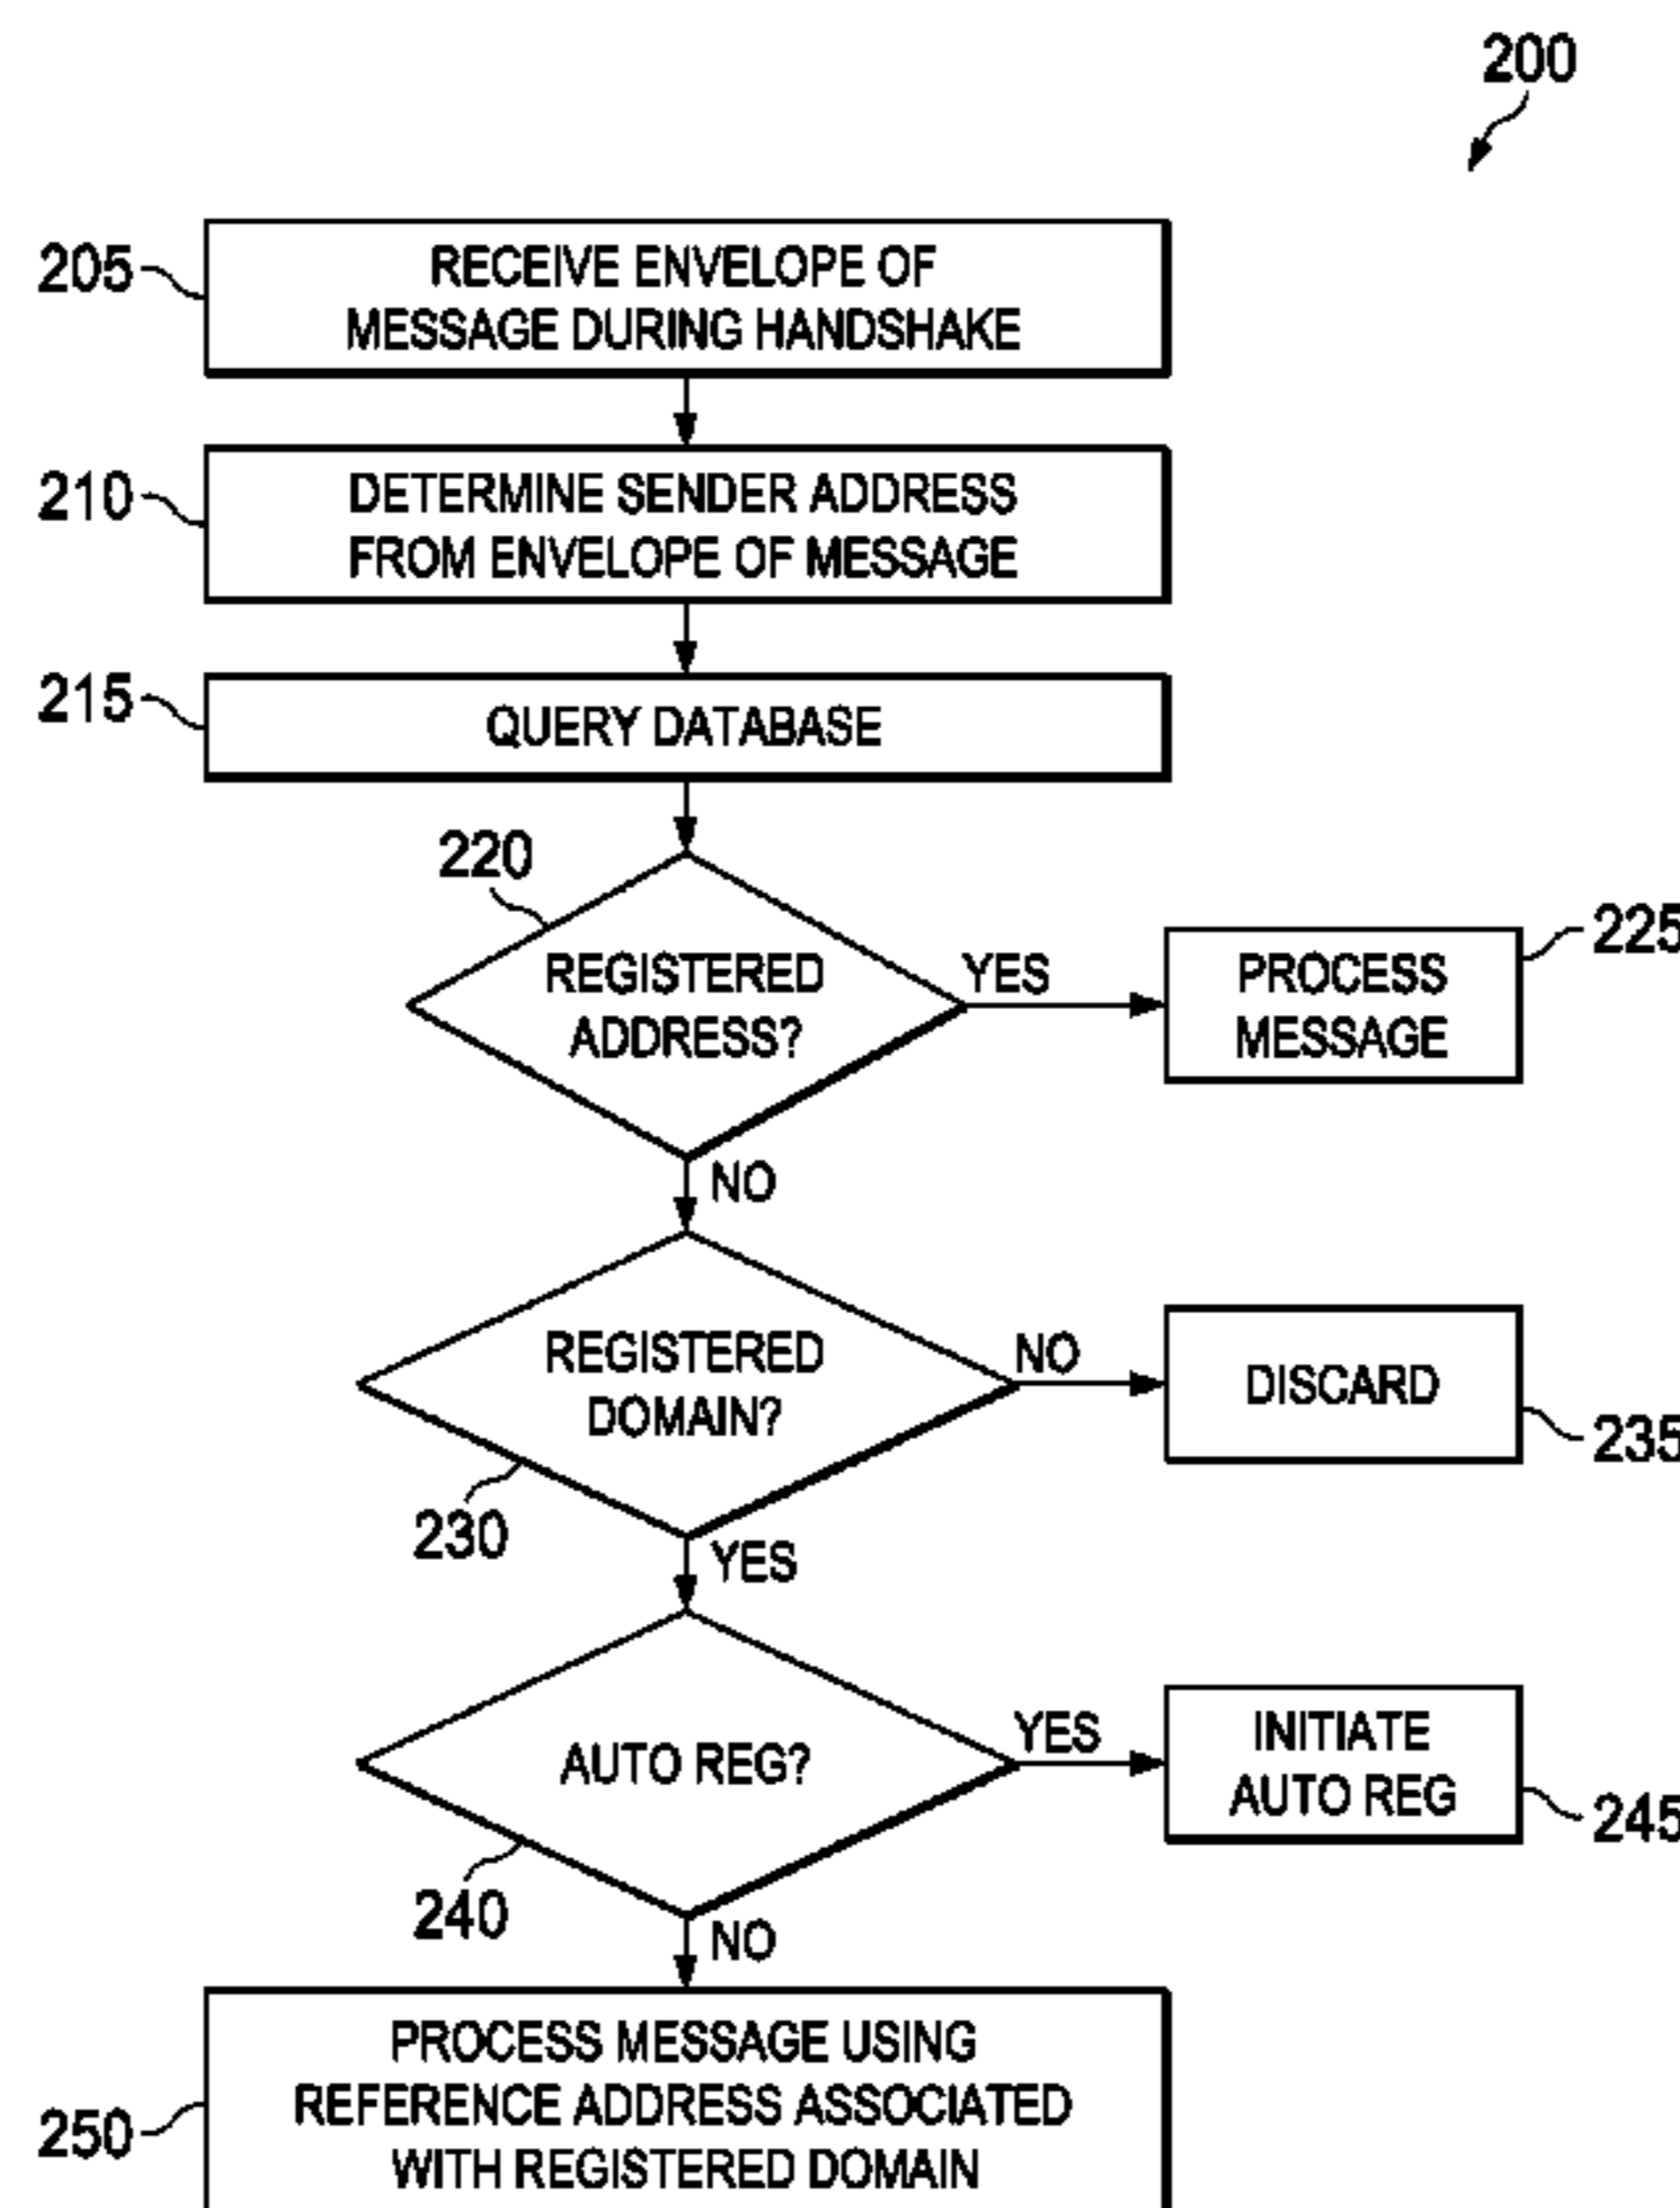 200
205
RECEIVE ENVELOPE OF
MESSAGE DURING HANDSHAKE
210
DETERMINE SENDER ADDRESS
FROM ENVELOPE OF MESSAGE
215
QUERY DATABASE
220
REGISTERED
ADDRESS?
YES
PROCESS
MESSAGE
225
NO
REGISTERED
DOMAIN?
NO
DISCARD
235
230
YES
AUTO REG?
YES
INITIATE
AUTO REG
245
240
NO
250
PROCESS MESSAGE USING
REFERENCE ADDRESS ASSOCIATED
WITH REGISTERED DOMAIN